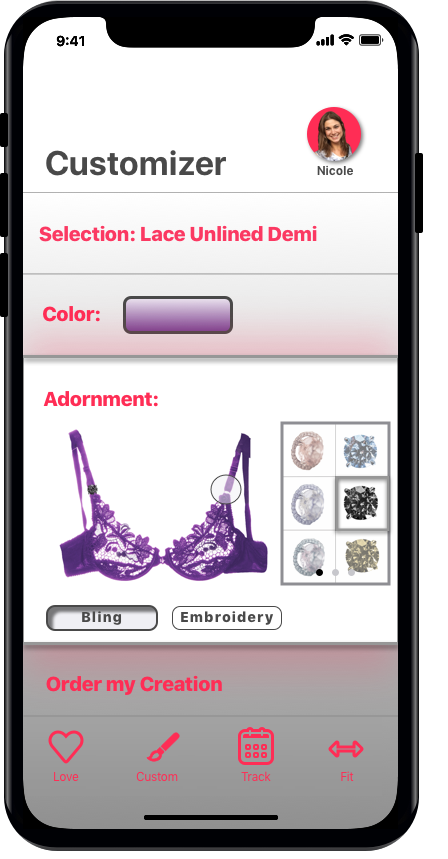 9:41
Customizer
Nicole
Selection: Lace Unlined Demi
Color:
Adornment:
Bling
Embroidery
Order my Creation
Love
Custom
Track
Fit